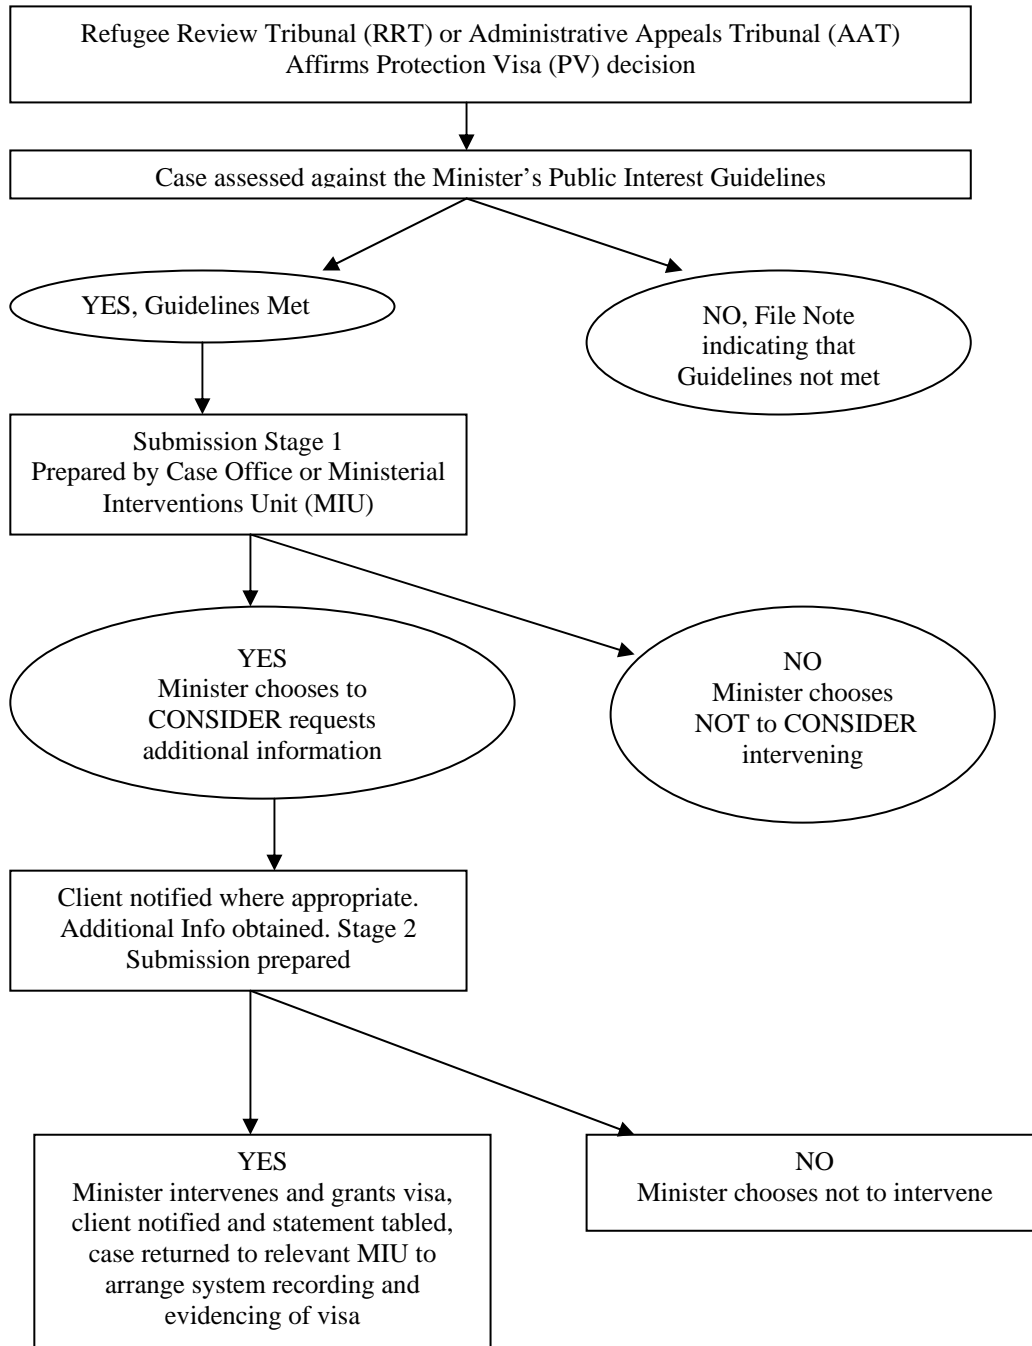 Refugee Review Tribunal (RRT) or Administrative Appeals Tribunal (AAT)
Affirms Protection Visa (PV) decision
Case assessed against the Minister's Public Interest Guidelines
YES, Guidelines Met
NO, File Note
indicating that
Guidelines not met
Submission Stage 1
Prepared by Case Office or Ministerial
Interventions Unit (MIU)
YES
Minister chooses to
CONSIDER requests
additional information
NO
Minister chooses
NOT to CONSIDER
intervening
Client notified where appropriate.
Additional Info obtained. Stage 2
Submission prepared
YES
Minister intervenes and grants visa,
client notified and statement tabled,
case returned to relevant MIU to
arrange system recording and
evidencing of visa
NO
Minister chooses not to intervene